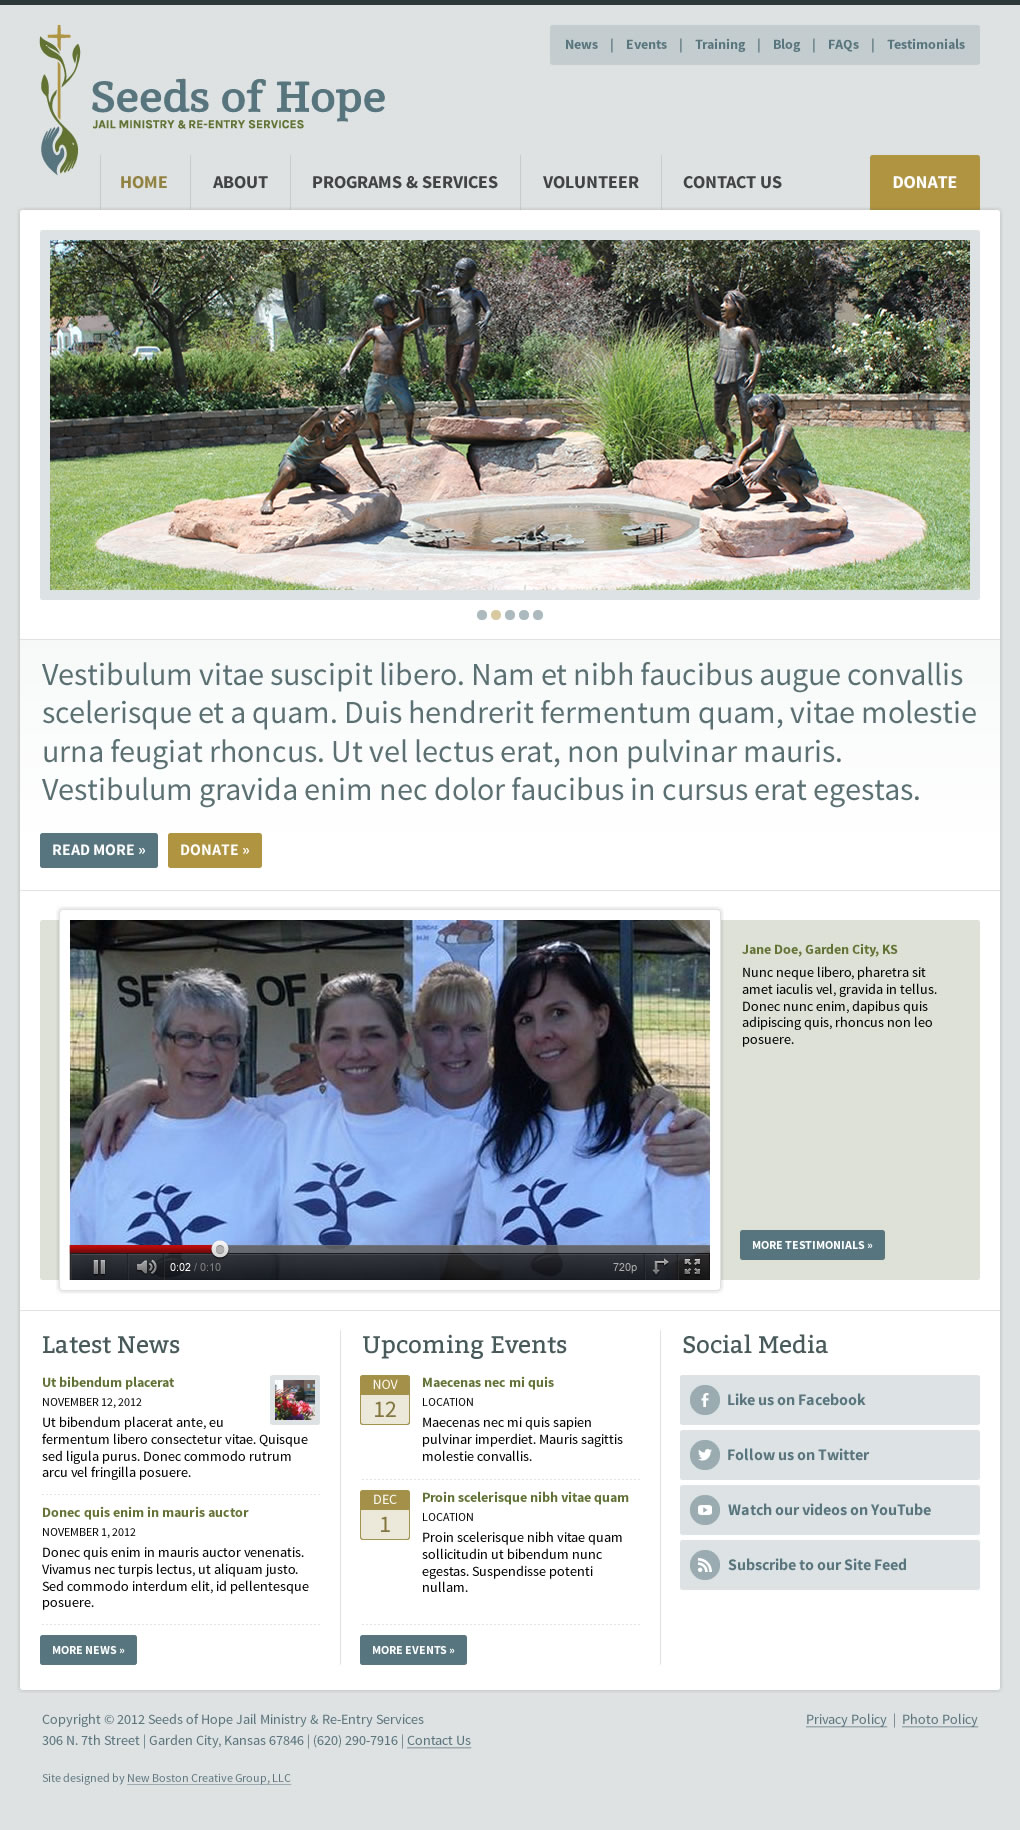 News | Events | Training | Blog | FAQs | Testimonials
Seeds of Hope
JAIL MINISTRY & RE-ENTRY SERVICES
HOME
ABOUT
PROGRAMS & SERVICES
VOLUNTEER
CONTACT US
DONATE
Vestibulum vitae suscipit libero. Nam et nibh faucibus augue convallis
scelerisque et a quam. Duis hendrerit fermentum quam, vitae molestie
urna feugiat rhoncus. Ut vel lectus erat, non pulvinar mauris.
Vestibulum gravida enim nec dolor faucibus in cursus erat egestas.
READ MORE »
DONATE »
SUNDAE
OF
0:02 / 0:10
720p
Jane Doe, Garden City, KS
Nunc neque libero, pharetra sit
amet iaculis vel, gravida in tellus.
Donec nunc enim, dapibus quis
adipiscing quis, rhoncus non leo
posuere.
MORE TESTIMONIALS »
Latest News
Ut bibendum placerat
NOVEMBER 12, 2012
Ut bibendum placerat ante, eu
fermentum libero consectetur vitae. Quisque
sed ligula purus. Donec commodo rutrum
arcu vel fringilla posuere.
Donec quis enim in mauris auctor
NOVEMBER 1, 2012
Donec quis enim in mauris auctor venenatis.
Vivamus nec turpis lectus, ut aliquam justo.
Sed commodo interdum elit, id pellentesque
posuere.
MORE NEWS »
Upcoming Events
NOV
12
Maecenas nec mi quis
LOCATION
Maecenas nec mi quis sapien
pulvinar imperdiet. Mauris sagittis
molestie convallis.
DEC
1
Proin scelerisque nibh vitae quam
LOCATION
Proin scelerisque nibh vitae quam
sollicitudin ut bibendum nunc
egestas. Suspendisse potenti
nullam.
MORE EVENTS »
Social Media
Like us on Facebook
Follow us on Twitter
Watch our videos on YouTube
Subscribe to our Site Feed
Copyright © 2012 Seeds of Hope Jail Ministry & Re-Entry Services
306 N. 7th Street | Garden City, Kansas 67846 | (620) 290-7916 | Contact Us
Privacy Policy | Photo Policy
Site designed by New Boston Creative Group, LLC